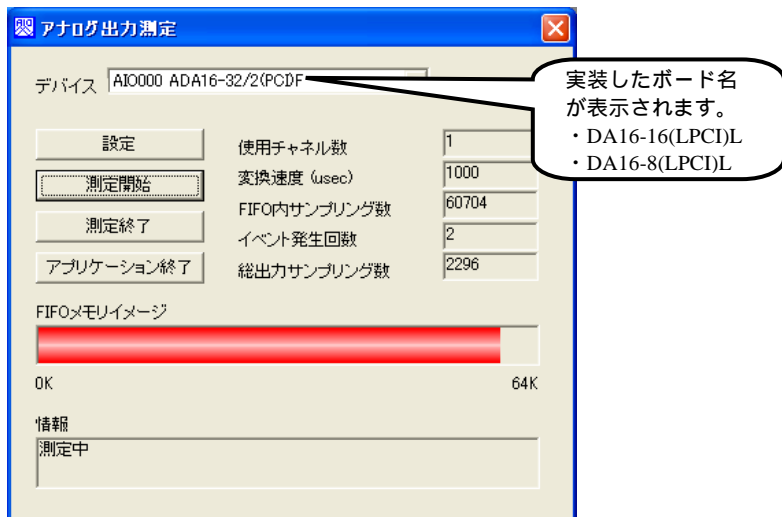 アナログ出力測定
デバイス AIO000 ADA16-32/2(PCI)F
実装したボード名
が表示されます。
・DA16-16(LPCI)L
・DA16-8(LPCI)L
設定
測定開始
測定終了
アプリケーション終了
使用チャネル数 1
変換速度 (usec) 1000
FIFO内サンプリング数 60704
イベント発生回数 2
総出力サンプリング数 2296
FIFOメモリイメージ
0K 64K
情報
測定中